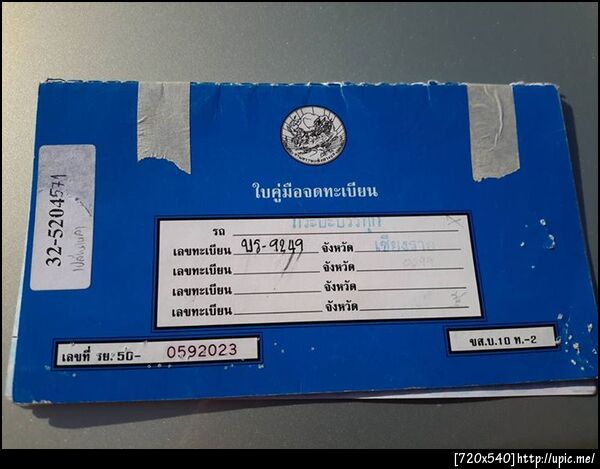 ใบคู่มือจดทะเบียน
รถ กระบะบรรทุก
เลขทะเบียน บร-9249 จังหวัด เชียงราย
เลขทะเบียน จังหวัด
เลขทะเบียน จังหวัด
เลขทะเบียน จังหวัด
เลขที่ รย. 50- 0592023
ขส.บ.10 ท.-2
32-5204571
[720x540]http://upic.me/